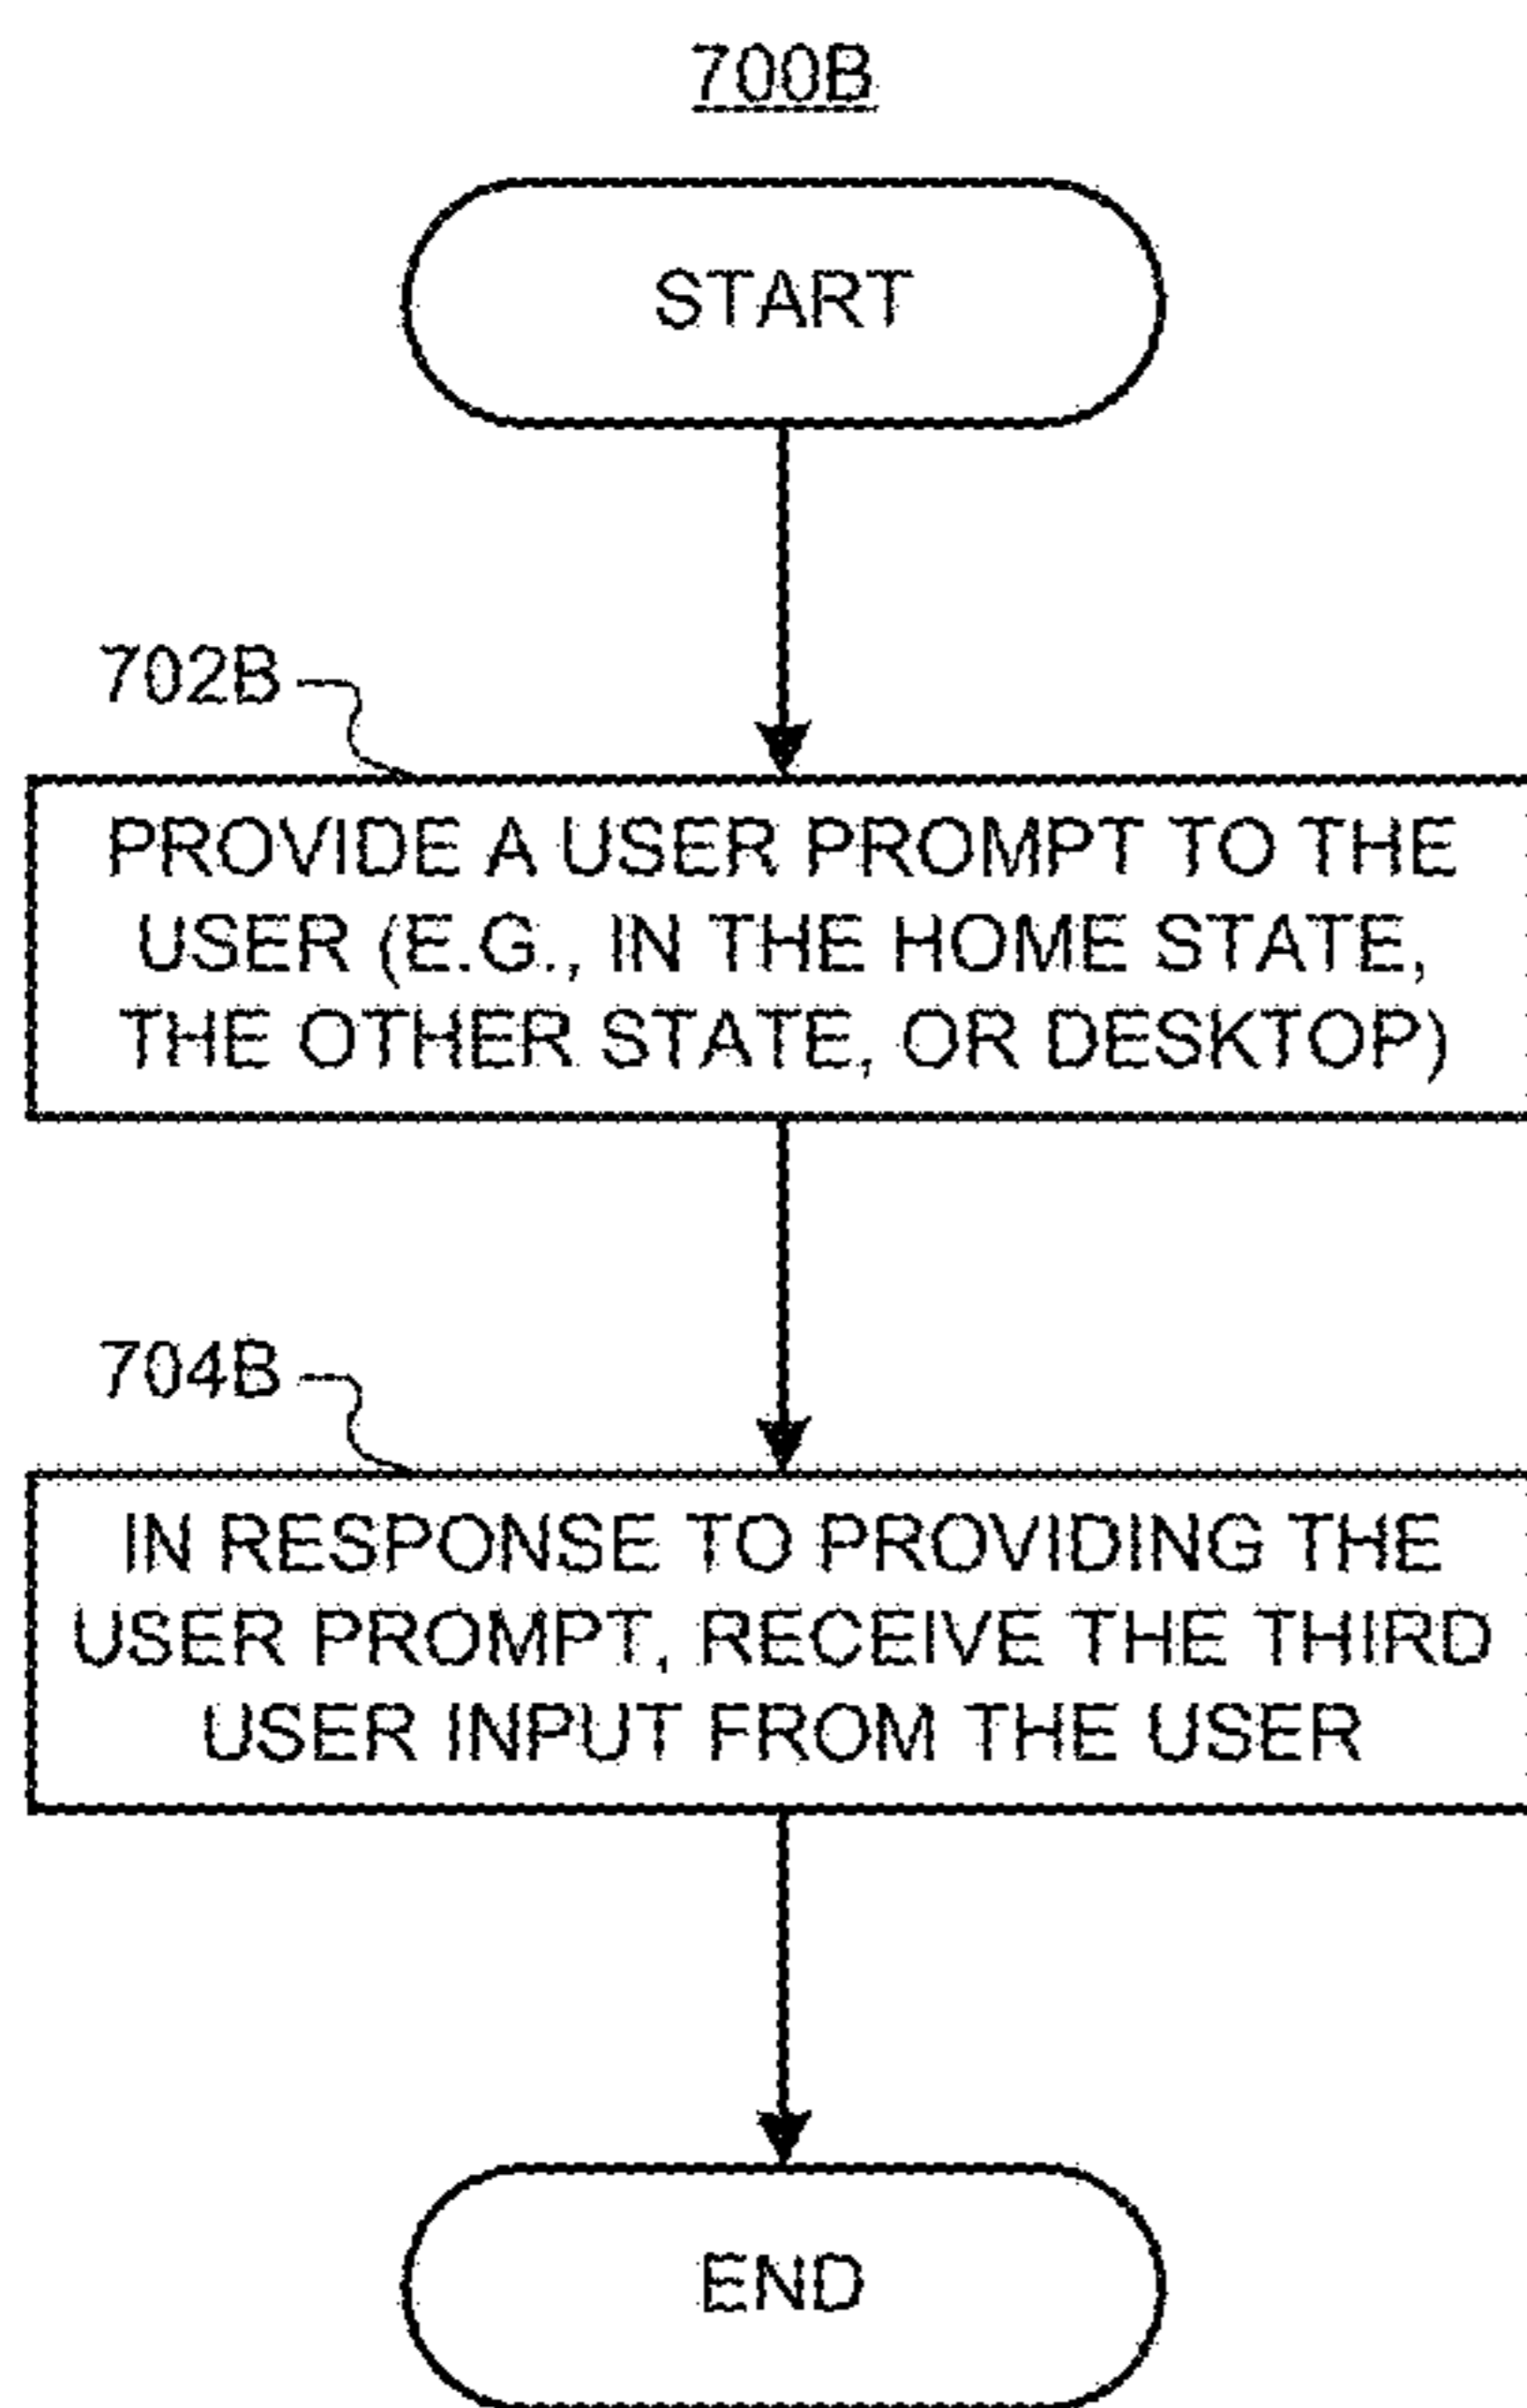 700B
START
702B
PROVIDE A USER PROMPT TO THE
USER (E.G., IN THE HOME STATE,
THE OTHER STATE, OR DESKTOP)
704B
IN RESPONSE TO PROVIDING THE
USER PROMPT, RECEIVE THE THIRD
USER INPUT FROM THE USER
END